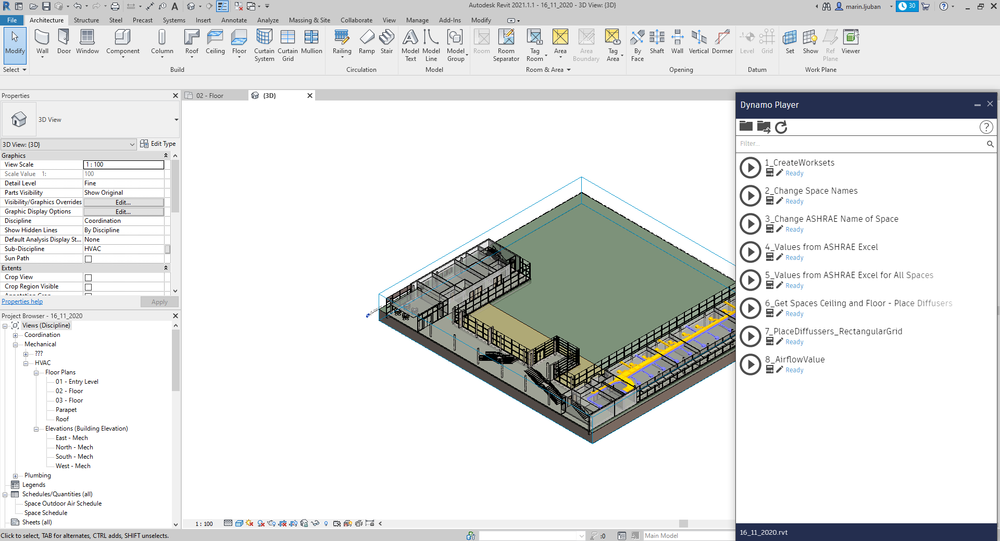 Autodesk Revit 2021.1.1 - 16_11_2020 - 3D View: {3D}
marin.ljuban
30
File
Architecture
Structure
Steel
Precast
Systems
Insert
Annotate
Analyze
Massing & Site
Collaborate
View
Manage
Add-Ins
Modify
Modify
Wall
Door
Window
Component
Column
Roof
Ceiling
Floor
Curtain System
Curtain Grid
Mullion
Railing
Ramp
Stair
Model Text
Model Line
Model Group
Room
Room Separator
Tag Room
Area
Area Boundary
Tag Area
By Face
Shaft
Wall
Vertical
Dormer
Level
Grid
Set
Show
Ref Plane
Viewer
Select
Build
Circulation
Model
Room & Area
Opening
Datum
Work Plane
Properties
02 - Floor
{3D}
3D View
3D View: {3D}
Edit Type
Graphics
View Scale
1 : 100
Scale Value 1:
100
Detail Level
Fine
Parts Visibility
Show Original
Visibility/Graphics Overrides
Edit...
Graphic Display Options
Edit...
Discipline
Coordination
Show Hidden Lines
By Discipline
Default Analysis Display St...
None
Sub-Discipline
HVAC
Sun Path
Extents
Crop View
Crop Region Visible
Annotation Crop
Properties help
Apply
Project Browser - 16_11_2020
Views (Discipline)
Coordination
Mechanical
???
HVAC
Floor Plans
01 - Entry Level
02 - Floor
03 - Floor
Parapet
Roof
Elevations (Building Elevation)
East - Mech
North - Mech
South - Mech
West - Mech
Plumbing
Legends
Schedules/Quantities (all)
Space Outdoor Air Schedule
Space Schedule
Sheets (all)
Dynamo Player
Filter...
1_CreateWorksets
Ready
2_Change Space Names
Ready
3_Change ASHRAE Name of Space
Ready
4_Values from ASHRAE Excel
Ready
5_Values from ASHRAE Excel for All Spaces
Ready
6_Get Spaces Ceiling and Floor - Place Diffusers
Ready
7_PlaceDiffussers_RectangularGrid
Ready
8_AirflowValue
Ready
16_11_2020.rvt
1 : 100
Click to select, TAB for alternates, CTRL adds, SHIFT unselects.
:0
Main Model